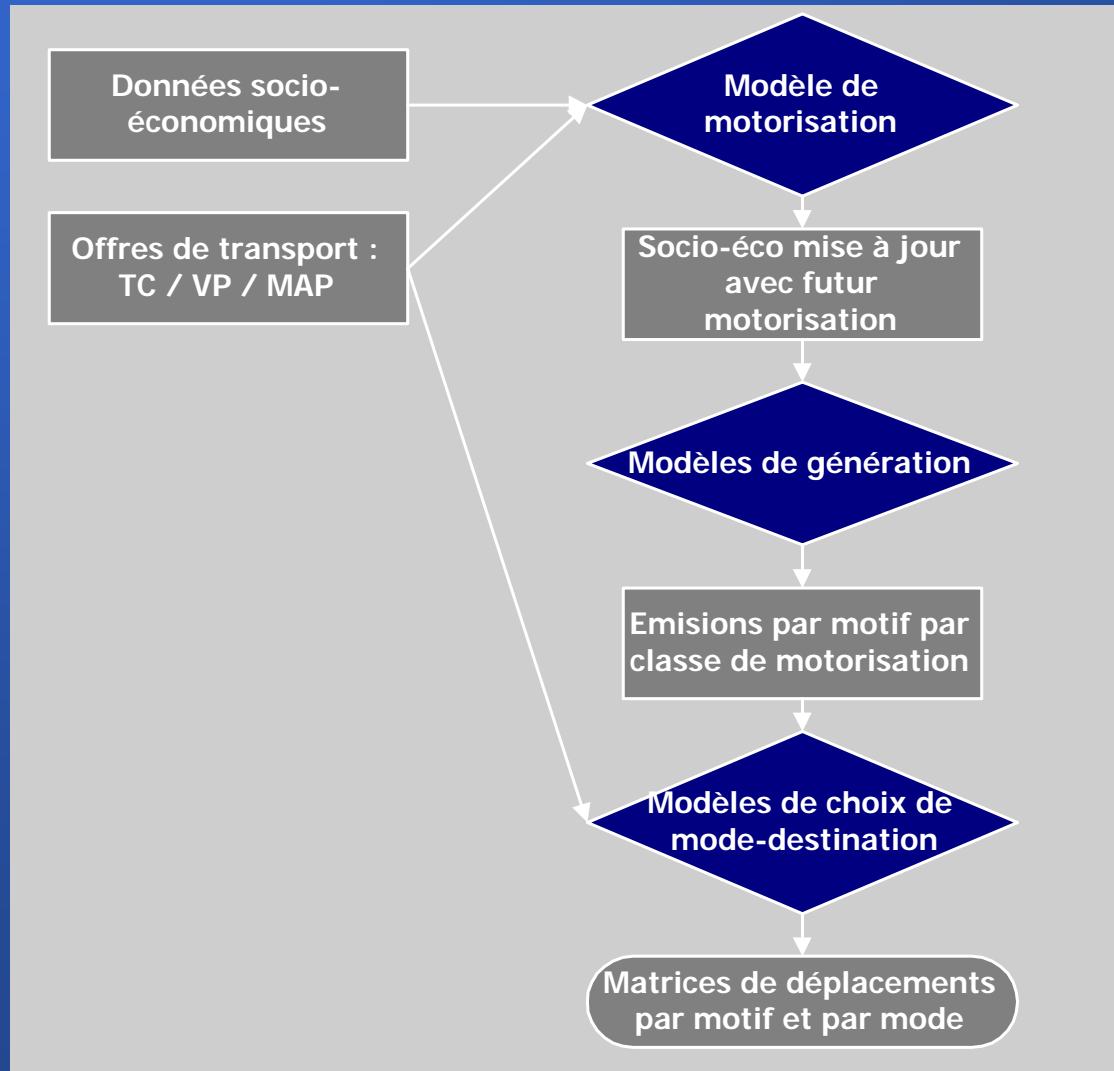 Données socio-
économiques
Modèle de
motorisation
Offres de transport :
TC / VP / MAP
Socio-éco mise à jour
avec futur
motorisation
Modèles de génération
Emisions par motif par
classe de motorisation
Modèles de choix de
mode-destination
Matrices de déplacements
par motif et par mode